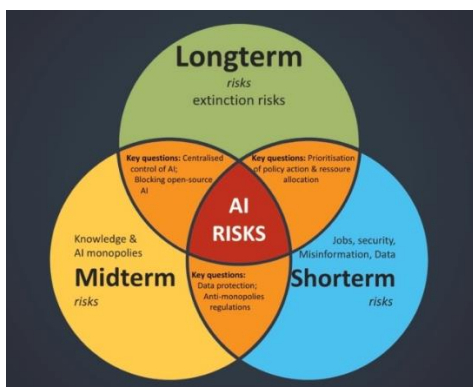 Longterm
risks
extinction risks
Key questions: Centralised
control of AI;
Blocking open-source
AI
Key questions: Prioritisation
of policy action & ressource
allocation
AI
RISKS
Knowledge &
AI monopolies
Midterm
risks
Jobs, security,
Misinformation, Data
Shorterm
risks
Key questions:
Data protection;
Anti-monopolies
regulations